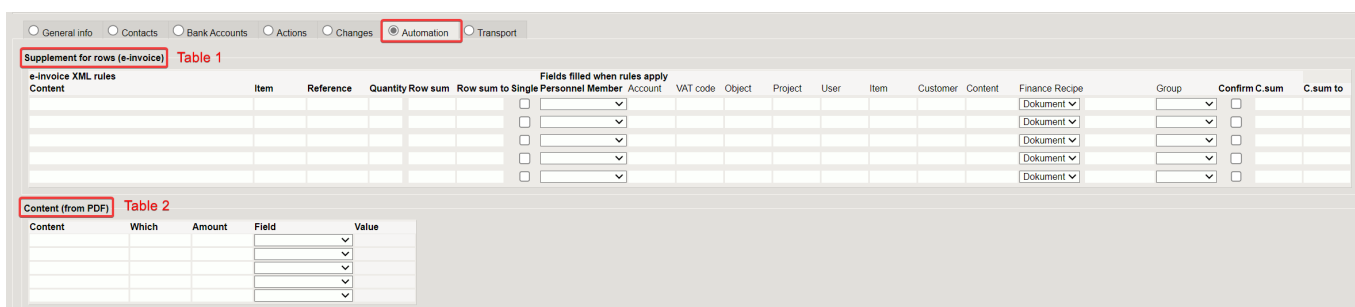 General info Contacts Bank Accounts Actions Changes Automation Transport
Supplement for rows (e-invoice) Table 1
e-invoice XML rules Fields filled when rules apply
Content Item Reference Quantity Row sum Row sum to Single Personnel Member Account VAT code Object Project User Item Customer Content Finance Recipe Group Confirm C.sum C.sum to
Dokument
Dokument
Dokument
Dokument
Dokument
Content (from PDF) Table 2
Content Which Amount Field Value